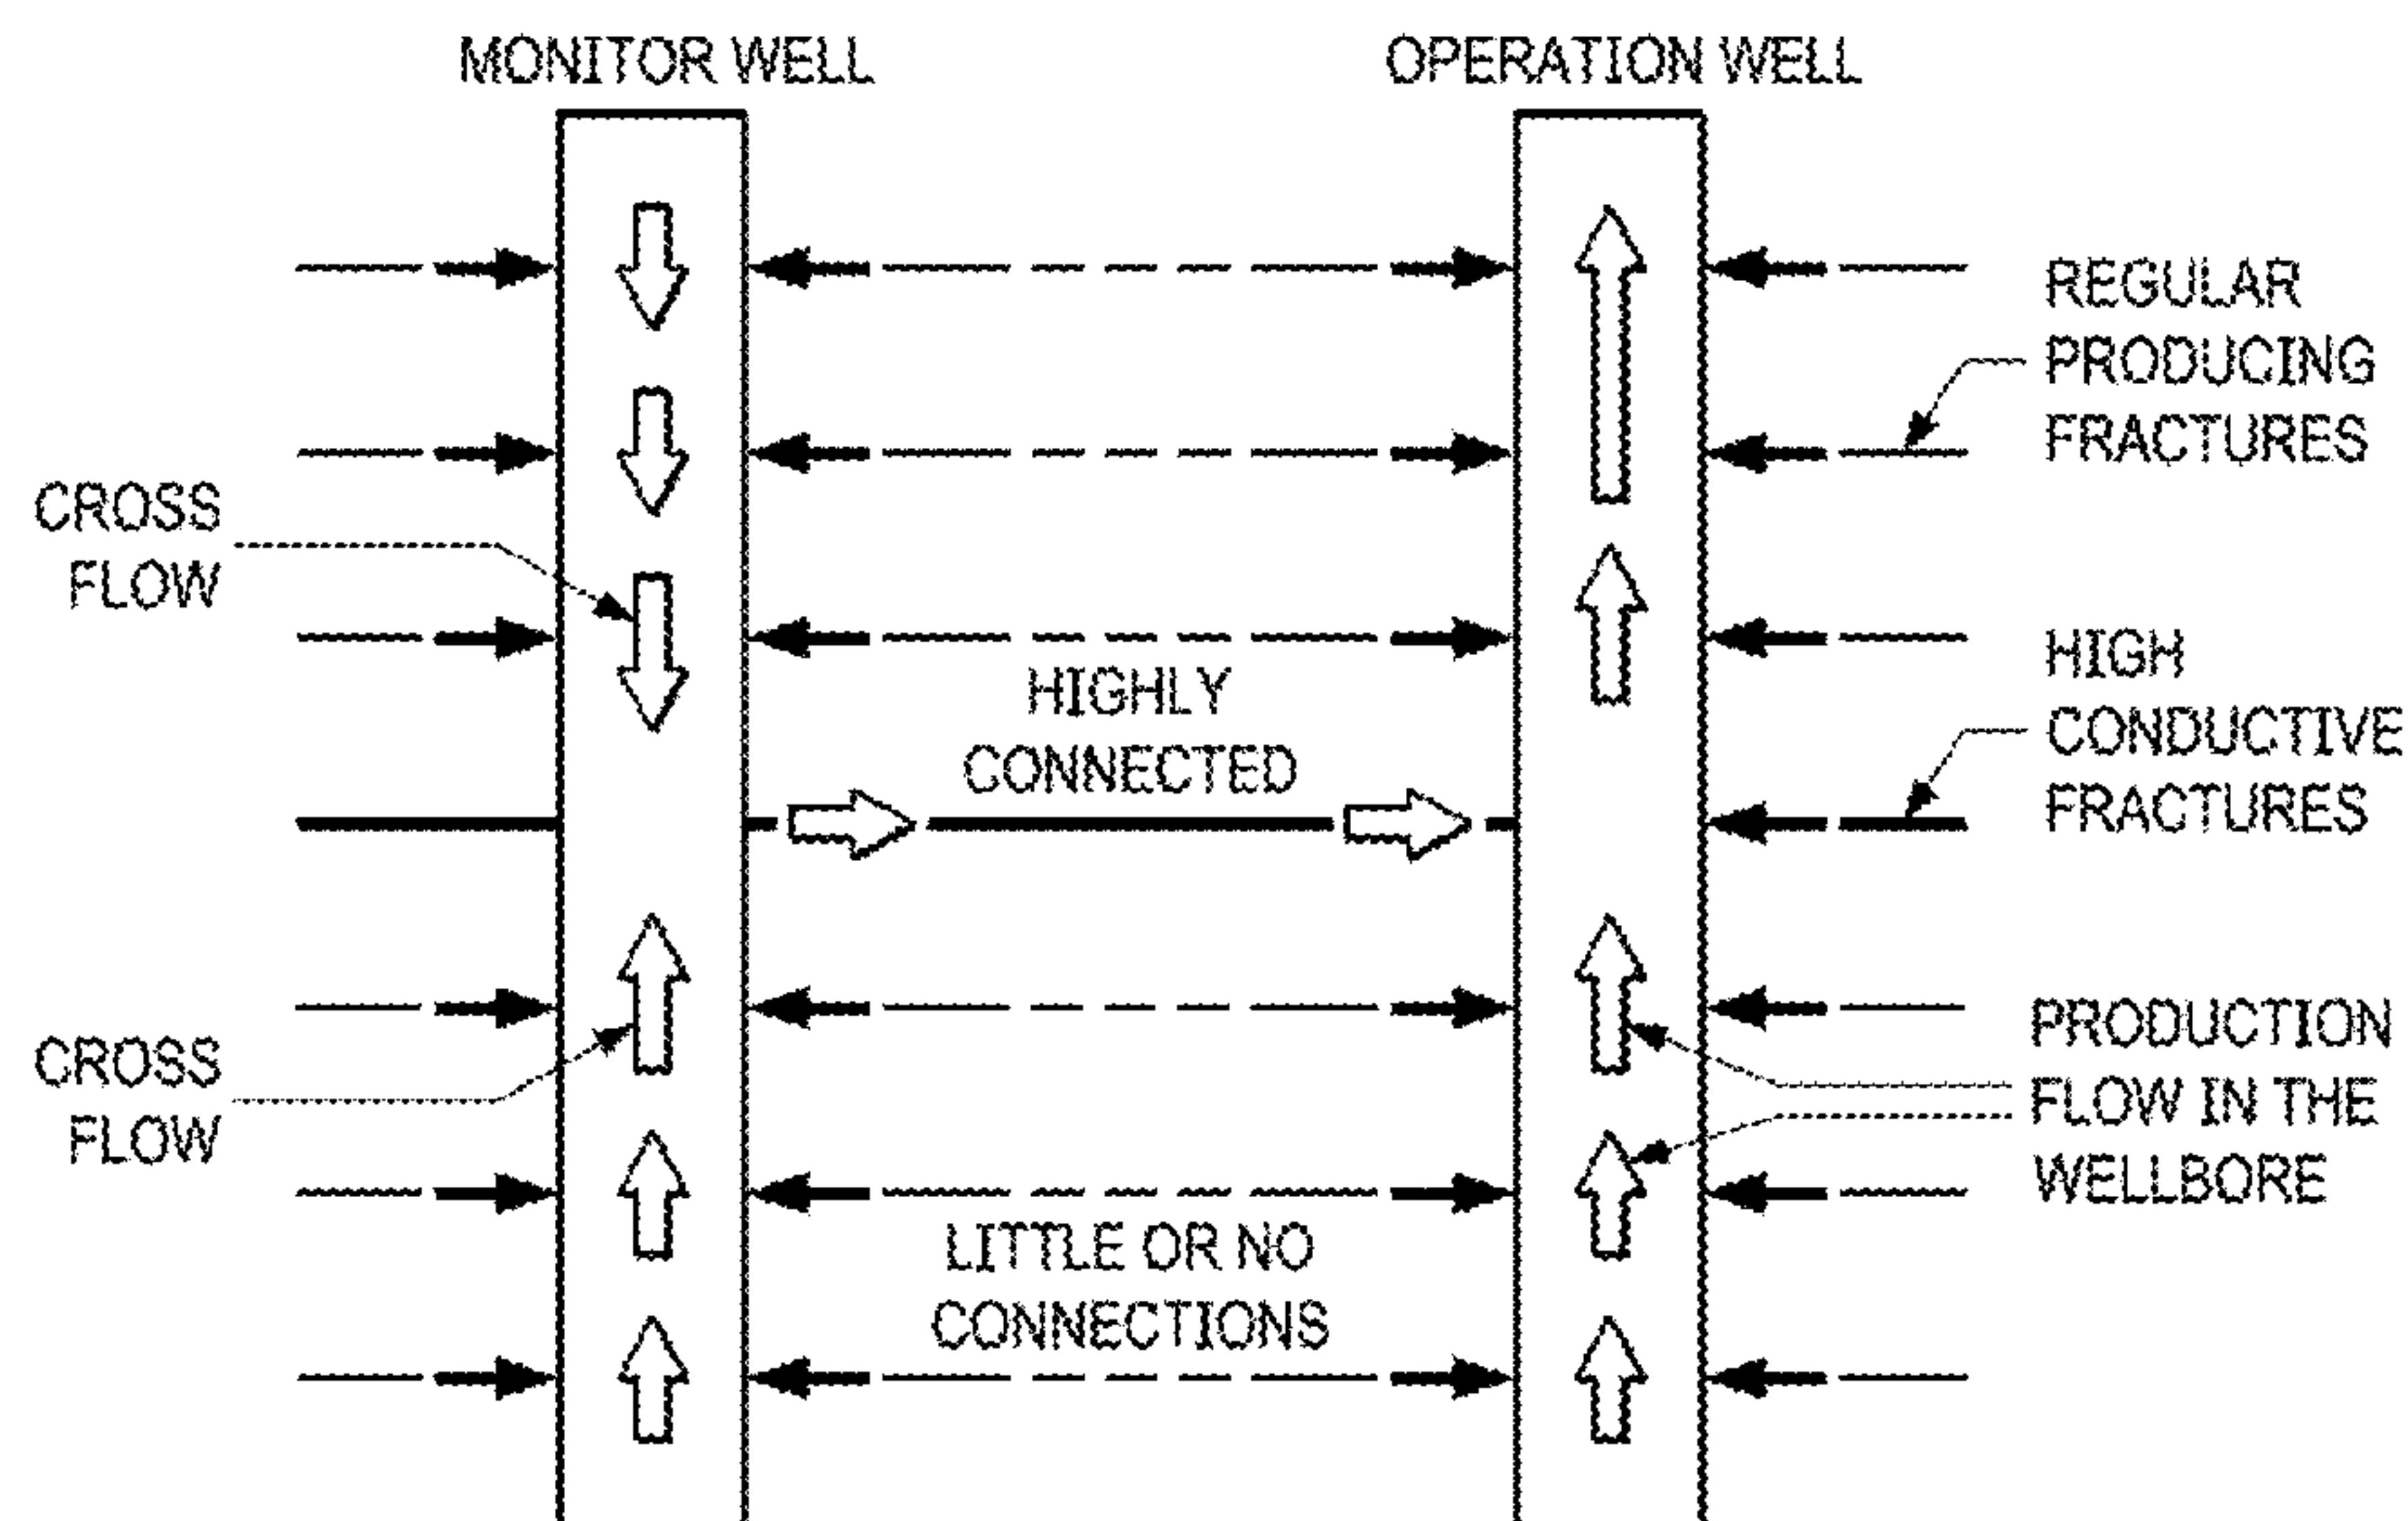 MONITOR WELL
OPERATION WELL
REGULAR
PRODUCING
FRACTURES
CROSS
FLOW
HIGHLY
CONNECTED
HIGH
CONDUCTIVE
FRACTURES
CROSS
FLOW
PRODUCTION
FLOW IN THE
WELLBORE
LITTLE OR NO
CONNECTIONS